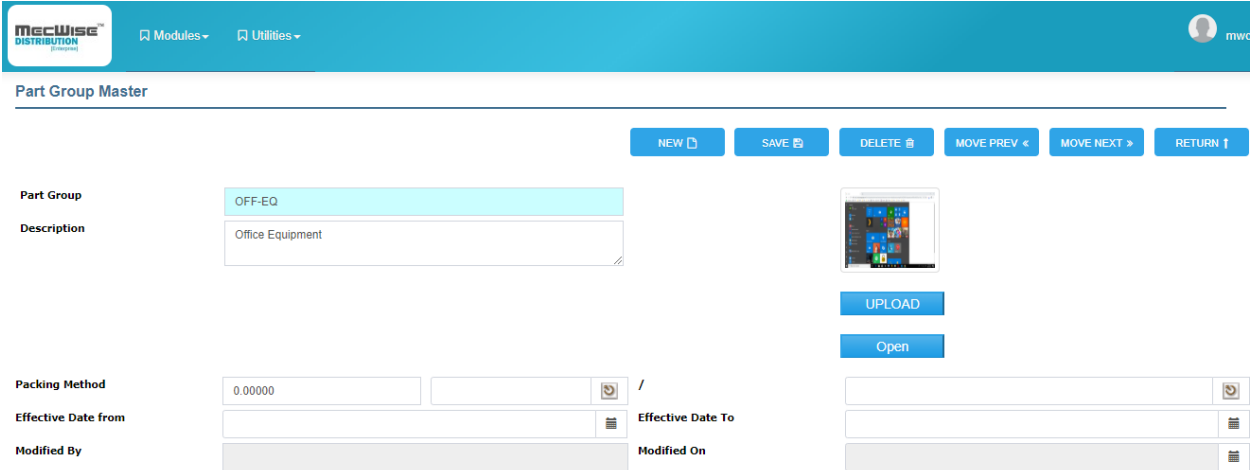 MECWISE™
DISTRIBUTION
[Enterprise]
Modules
Utilities
mwc
Part Group Master
NEW
SAVE
DELETE
MOVE PREV «
MOVE NEXT »
RETURN
Part Group
OFF-EQ
Description
Office Equipment
UPLOAD
Open
Packing Method
0.00000
/
Effective Date from
Effective Date To
Modified By
Modified On